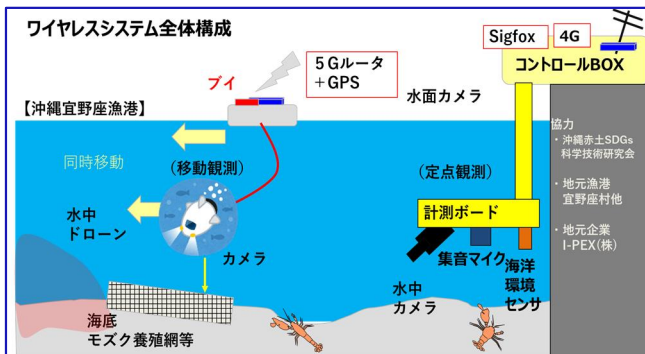 ワイヤレスシステム全体構成
Sigfox
4G
コントロールBOX
5Gルータ
+GPS
ブイ
水面カメラ
【沖縄宜野座漁港】
協力
・沖縄赤土SDGs
科学技術研究会
・地元漁港
宜野座村他
・地元企業
I-PEX(株)
同時移動
(移動観測)
(定点観測)
計測ボード
水中
ドローン
カメラ
集音マイク
海洋
環境
センサ
水中
カメラ
海底
モズク養殖網等